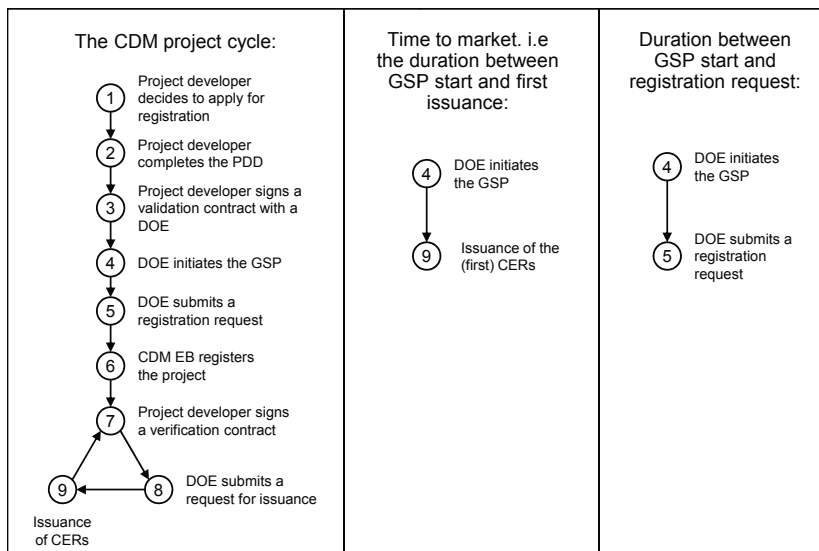 The CDM project cycle:
1
Project developer
decides to apply for
registration
2
Project developer
completes the PDD
3
Project developer signs a
validation contract with a
DOE
4
DOE initiates the GSP
5
DOE submits a
registration request
6
CDM EB registers
the project
7
Project developer signs
a verification contract
9
8
DOE submits a
request for issuance
Issuance
of CERs
Time to market. i.e
the duration between
GSP start and first
issuance:
4
DOE initiates
the GSP
9
Issuance of the
(first) CERs
Duration between
GSP start and
registration request:
4
DOE initiates
the GSP
5
DOE submits a
registration
request